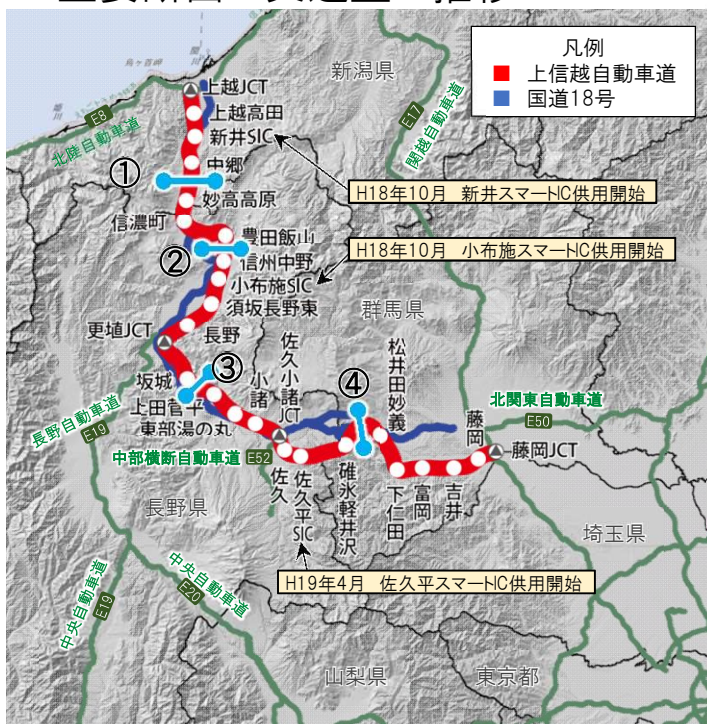 凡例
上信越自動車道
国道18号
新潟県
上越JCT
上越高田
新井SIC
E8
北陸自動車道
E17
関越自動車道
①
中郷
妙高高原
信濃町
H18年10月 新井スマートIC供用開始
②
豊田飯山
信州中野
小布施SIC
須坂長野東
H18年10月 小布施スマートIC供用開始
群馬県
更埴JCT
長野
坂城
③
上田菅平
東部湯の丸
小諸
佐久小諸JCT
④
松井田妙義
藤岡
北関東自動車道
E50
藤岡JCT
長野自動車道
E19
中部横断自動車道
E52
佐久
佐久平SIC
碓氷軽井沢
下仁田
富岡
吉井
長野県
埼玉県
中央自動車道
E19
中央自動車道
E20
H19年4月 佐久平スマートIC供用開始
山梨県
東京都